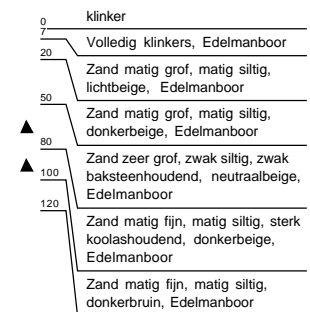 0
klinker
7
Volledig klinkers, Edelmanboor
20
Zand matig grof, matig siltig,
lichtbeige, Edelmanboor
50
Zand matig grof, matig siltig,
donkerbeige, Edelmanboor
80
Zand zeer grof, zwak siltig, zwak
baksteenhoudend, neutraalbeige,
Edelmanboor
100
Zand matig fijn, matig siltig, sterk
koolashoudend, donkerbeige,
Edelmanboor
120
Zand matig fijn, matig siltig,
donkerbruin, Edelmanboor